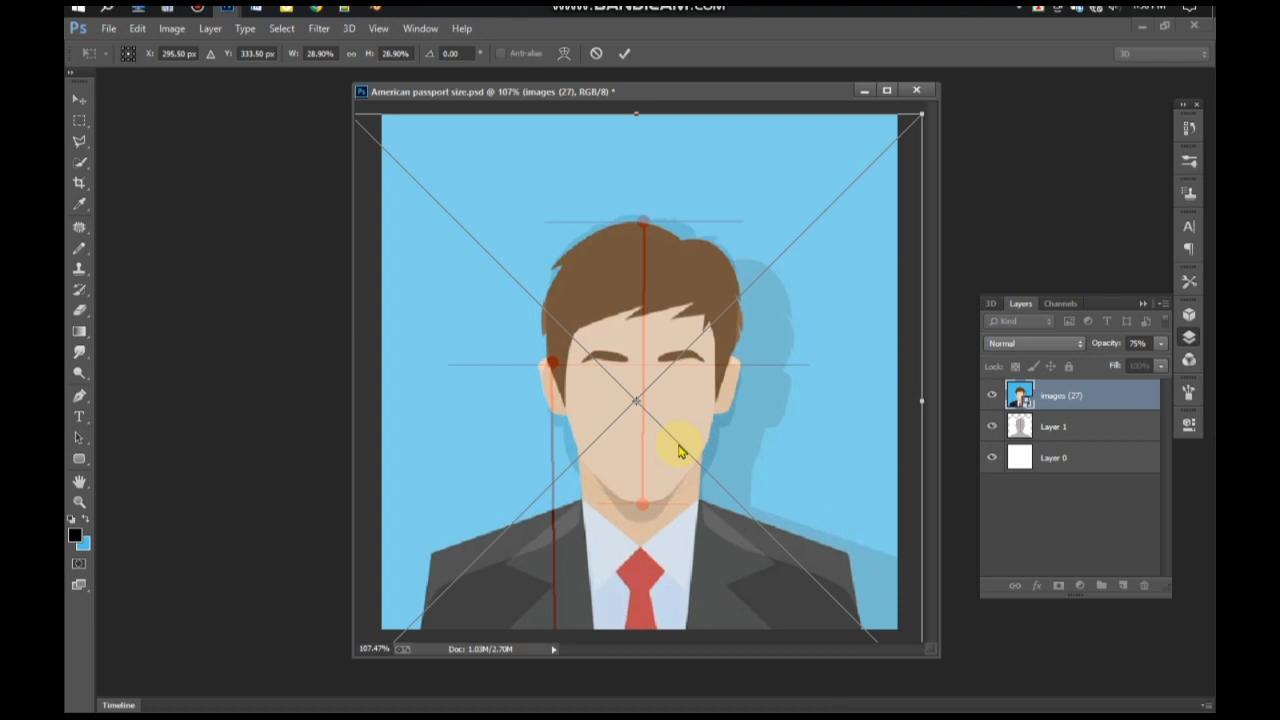 WWW.BANDICAM.COM
Ps File Edit Image Layer Type Select Filter 3D View Window Help
X: 295.50 px Y: 333.50 px W: 28.90% H: 28.90% 0.00 ° Anti-alias 3D
Ps American passport size.psd @ 107% (images (27), RGB/8) *
3D Layers Channels
Kind
Normal Opacity: 75%
Lock: Fill: 100%
images (27)
Layer 1
Layer 0
fx
107.47% Doc: 1.03M/2.70M
Timeline